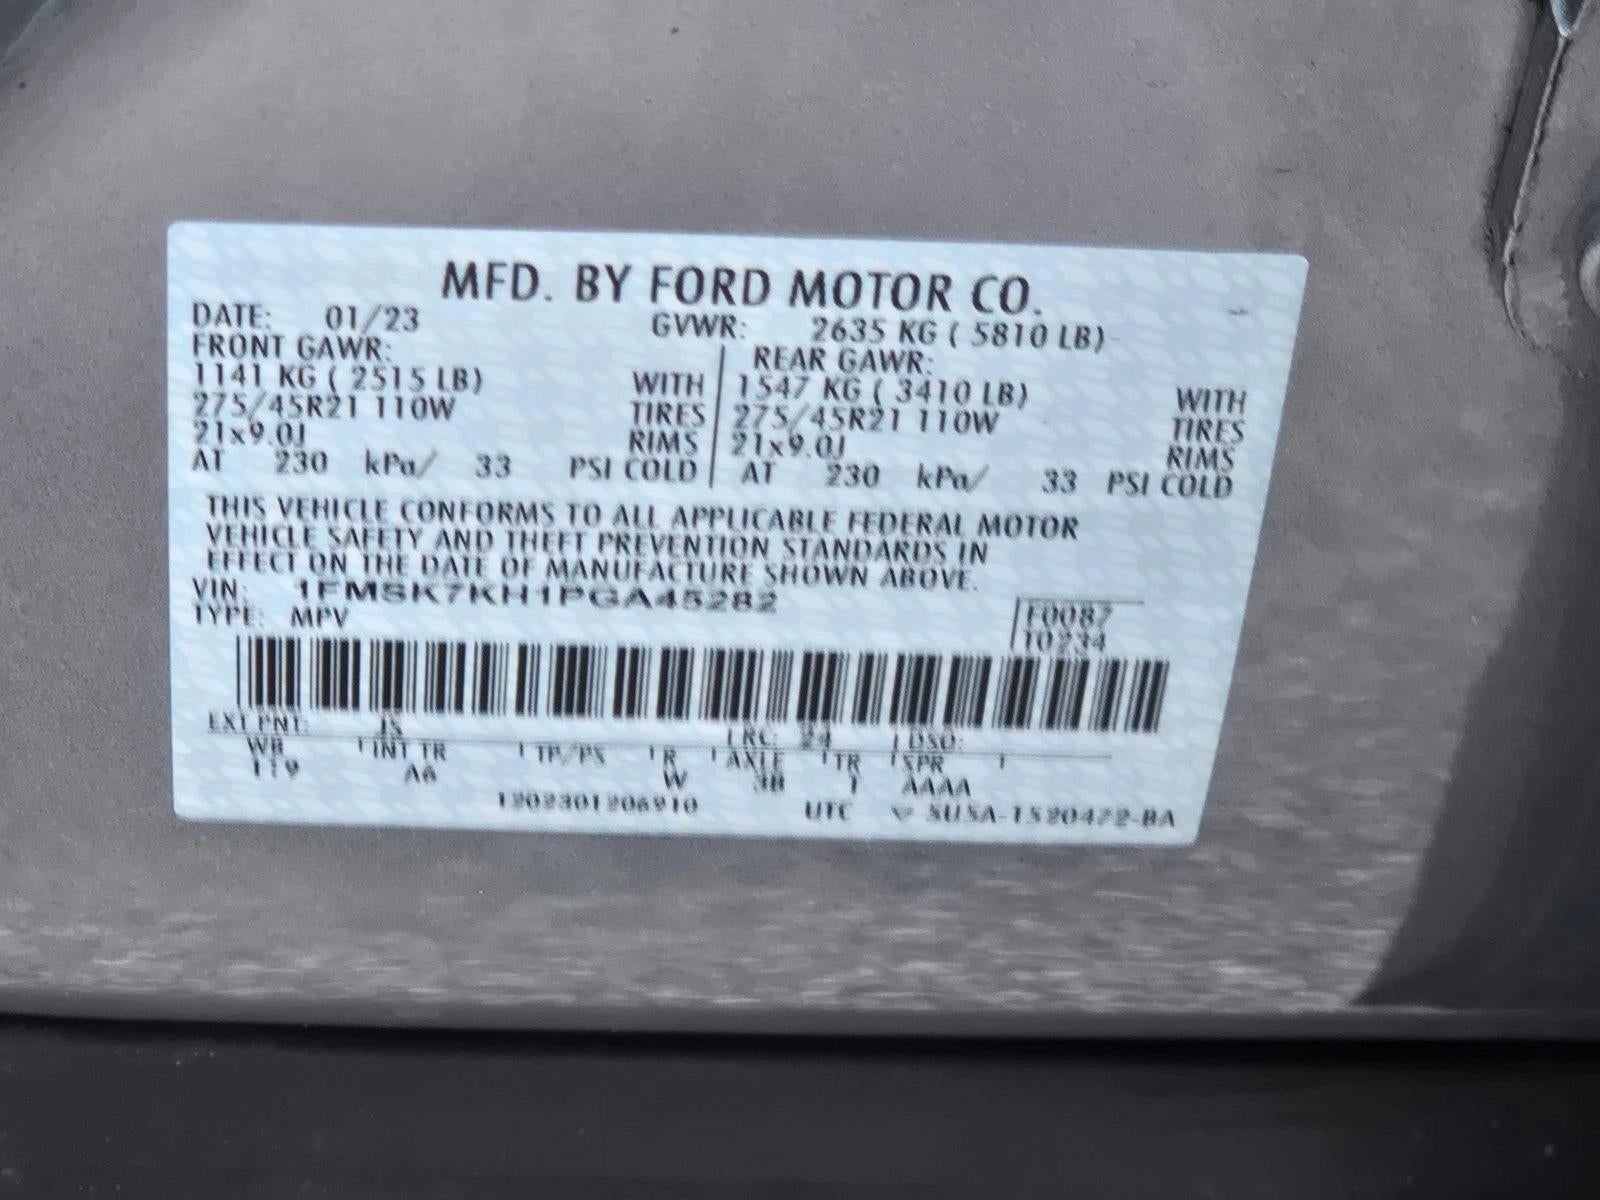 MFD. BY FORD MOTOR CO.
DATE: 01/23 GVWR: 2635 KG ( 5810 LB)
FRONT GAWR: REAR GAWR:
1141 KG ( 2515 LB) WITH 1547 KG ( 3410 LB) WITH
275/45R21 110W TIRES 275/45R21 110W TIRES
21x9.0J RIMS 21x9.0J RIMS
AT 230 kPa/ 33 PSI COLD AT 230 kPa/ 33 PSI COLD
THIS VEHICLE CONFORMS TO ALL APPLICABLE FEDERAL MOTOR
VEHICLE SAFETY AND THEFT PREVENTION STANDARDS IN
EFFECT ON THE DATE OF MANUFACTURE SHOWN ABOVE.
VIN: 1FM5K7KH1PGA45282
TYPE: MPV F0087
T0234
EXT PNT: JS RC: 24 DSO:
WB INT TR TP/PS R AXLE TR SPR
119 A6 W 3B 1 AAAA
UTC